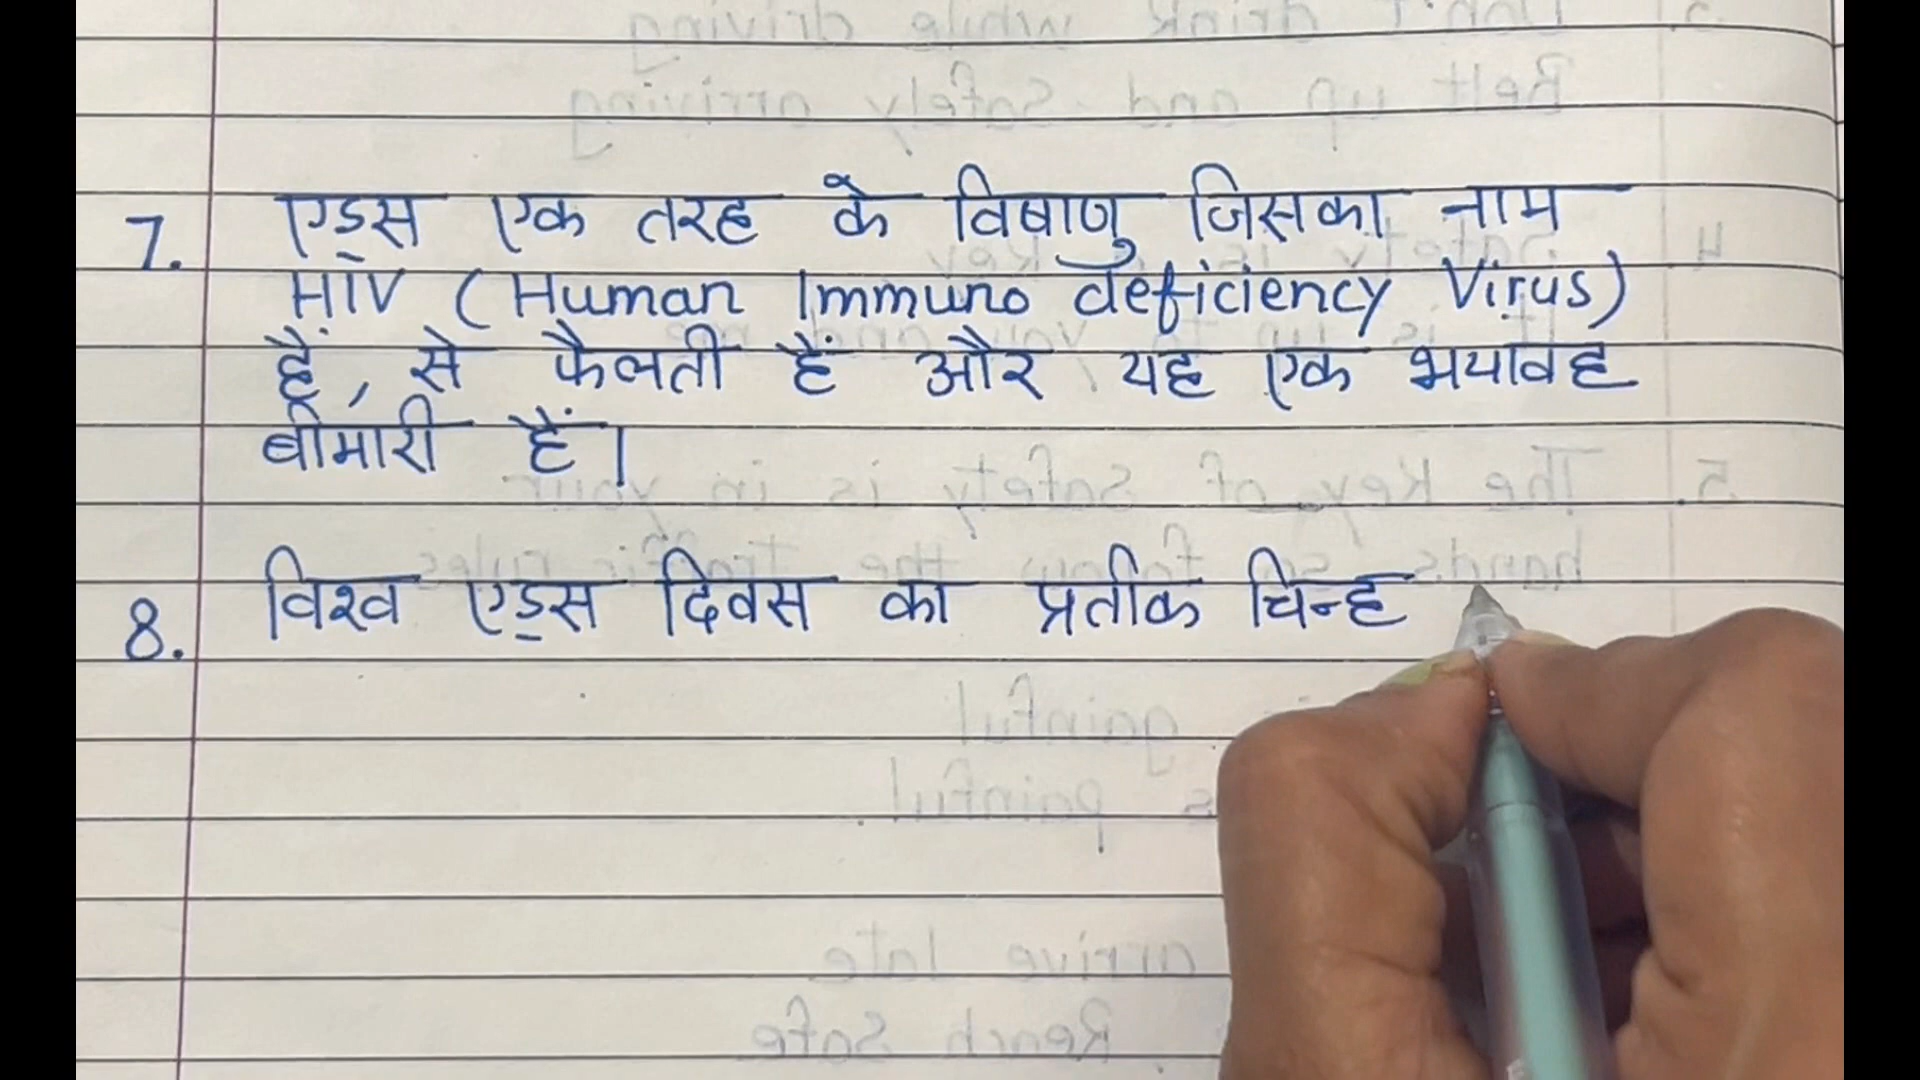 7. एड्स एक तरह के विषाणु जिसका नाम
HIV (Human Immuno deficiency Virus)
हैं, से फैलती हैं और यह एक भयावह
बीमारी हैं।
8. विश्व एड्स दिवस का प्रतीक चिन्ह